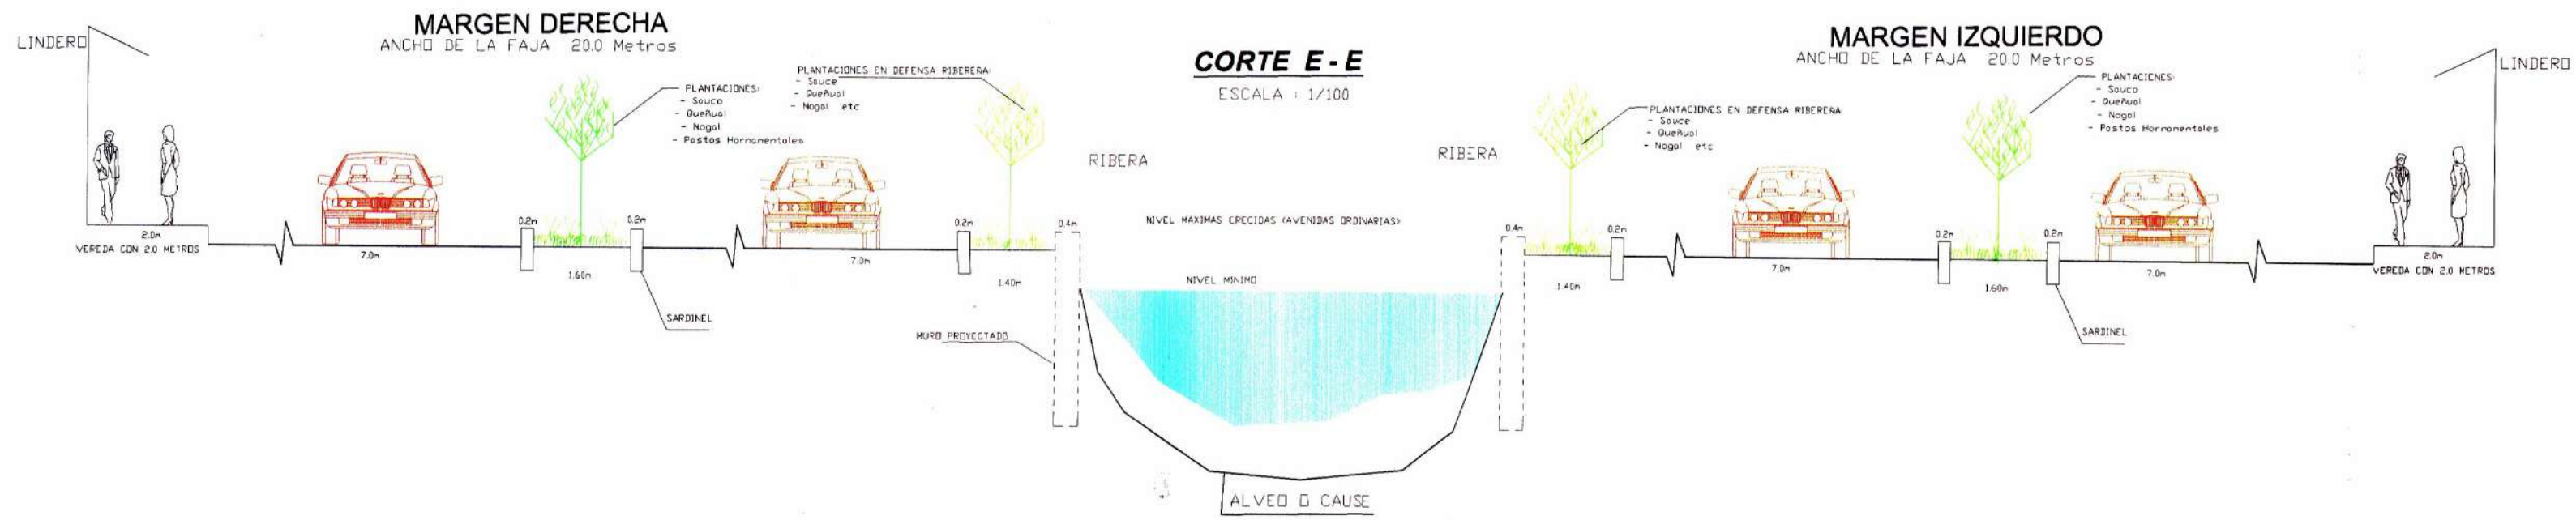 MARGEN DERECHA
ANCHO DE LA FAJA 20.0 Metros
LINDERO
PLANTACIONES:
- Sauco
- Queñual
- Nogal
- Pastos Hornamentales
PLANTACIONES EN DEFENSA RIBEREÑA:
- Sauce
- Queñual
- Nogal etc
2.0m
VEREDA CON 2.0 METROS
7.0m
0.2m
1.60m
0.2m
SARDINEL
7.0m
0.2m
1.40m
0.4m
MURO PROYECTADO
CORTE E - E
ESCALA : 1/100
RIBERA
RIBERA
NIVEL MAXIMAS CRECIDAS (AVENIDAS ORDINARIAS)
NIVEL MINIMO
ALVEO O CAUSE
MARGEN IZQUIERDO
ANCHO DE LA FAJA 20.0 Metros
LINDERO
PLANTACIONES EN DEFENSA RIBEREÑA:
- Sauce
- Queñual
- Nogal etc
PLANTACIONES:
- Sauco
- Queñual
- Nogal
- Pastos Hornamentales
0.4m
1.40m
0.2m
7.0m
0.2m
1.60m
0.2m
SARDINEL
7.0m
2.0m
VEREDA CON 2.0 METROS